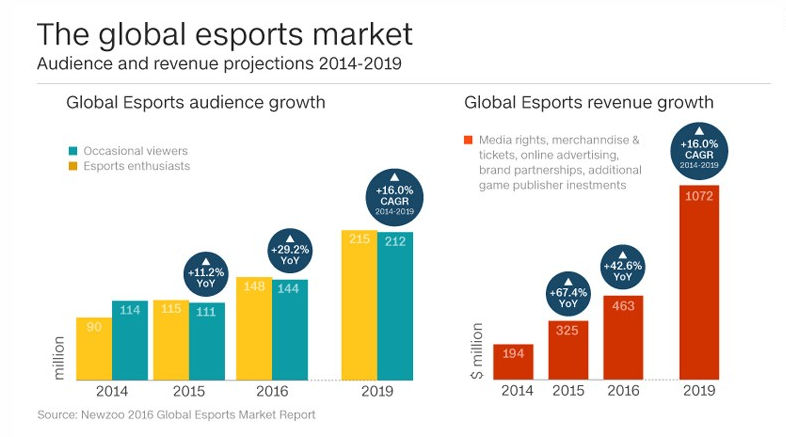 The global esports market
Audience and revenue projections 2014-2019
Global Esports audience growth
Occasional viewers
Esports enthusiasts
+11.2%
YoY
+29.2%
YoY
+16.0%
CAGR
2014-2019
90
114
115
111
148
144
215
212
million
2014
2015
2016
2019
Global Esports revenue growth
Media rights, merchanndise &
tickets, online advertising,
brand partnerships, additional
game publisher inestments
+67.4%
YoY
+42.6%
YoY
+16.0%
CAGR
2014-2019
194
325
463
1072
$ million
2014
2015
2016
2019
Source: Newzoo 2016 Global Esports Market Report